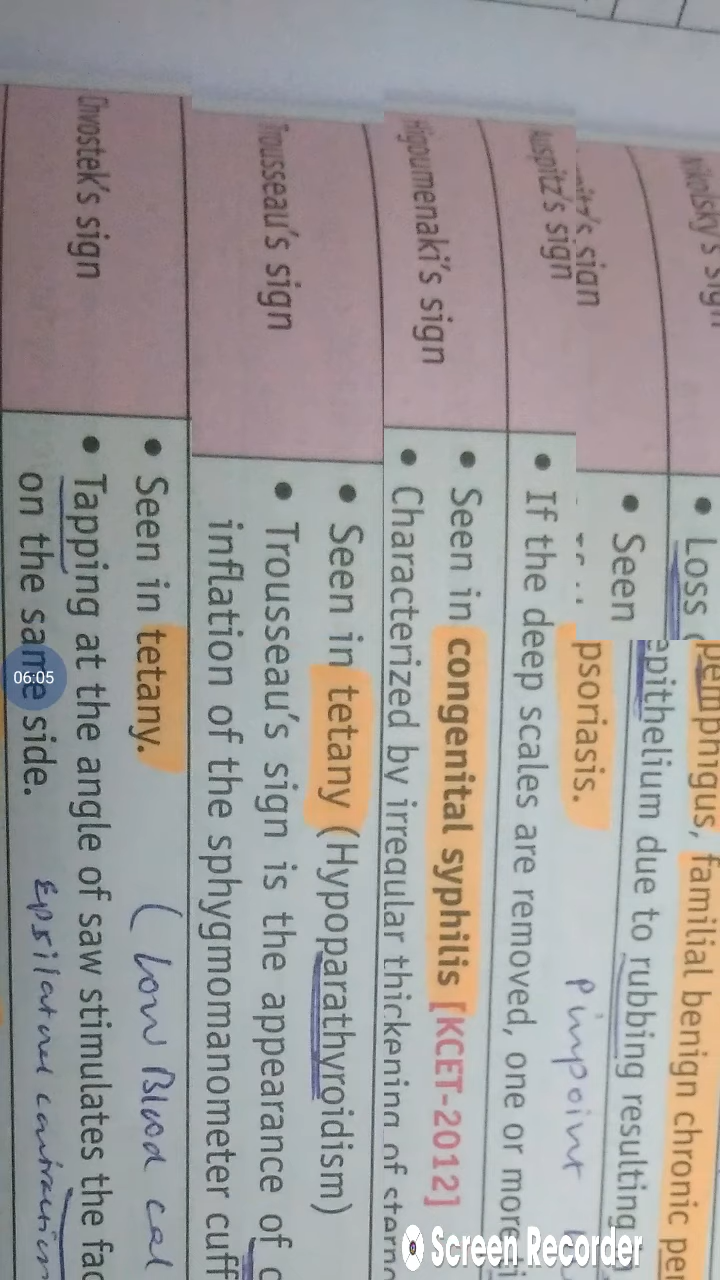 Nikolsky's sign
pemphigus, familial benign chronic pe
Loss
epithelium due to rubbing resulting
Auspitz's sign
Seen
psoriasis.
Pinpoint
If the deep scales are removed, one or more
Higoumenaki's sign
Seen in congenital syphilis [KCET-2012]
Characterized by irregular thickening of sterno
Trousseau's sign
Seen in tetany (Hypoparathyroidism)
Trousseau's sign is the appearance of c
inflation of the sphygmomanometer cuff
Chvostek's sign
Seen in tetany.
(Low Blood cal
Tapping at the angle of saw stimulates the fac
on the same side.
Epsilateral contraction
06:05
Screen Recorder